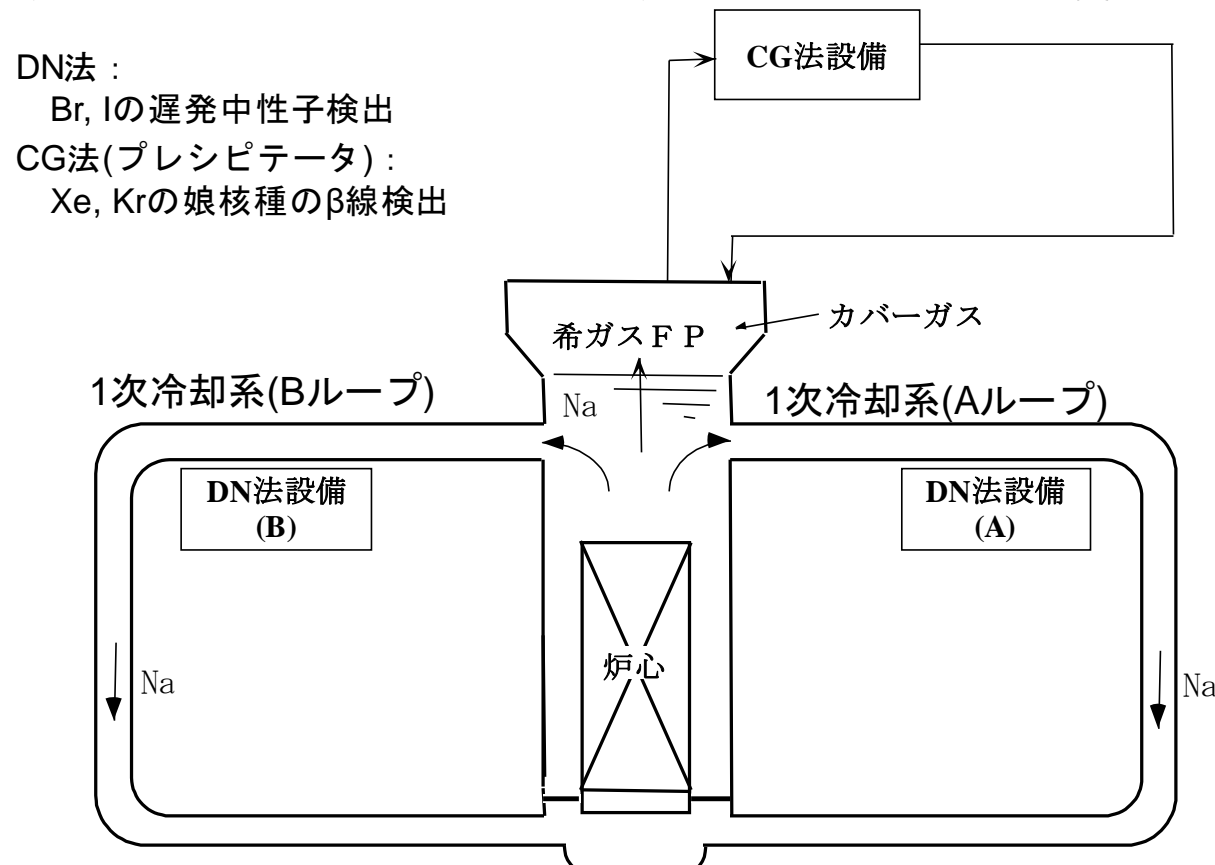 DN法：
Br, Iの遅発中性子検出
CG法(プレシピテータ)：
Xe, Krの娘核種のβ線検出
CG法設備
希ガスＦＰ
カバーガス
1次冷却系(Bループ)
Na
1次冷却系(Aループ)
DN法設備
(B)
DN法設備
(A)
炉心
Na
Na